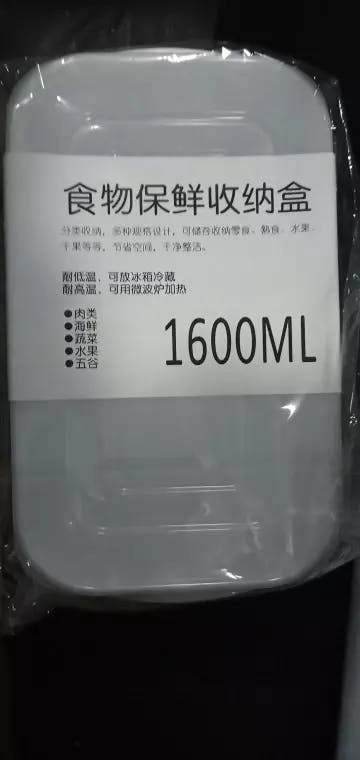 食物保鲜收纳盒
分类收纳，多种规格设计，可储存收纳零食、熟食、水果、
干果等等，节省空间，干净整洁。
耐低温，可放冰箱冷藏
耐高温，可用微波炉加热
●肉类
●海鲜
●蔬菜
●水果
●五谷
1600ML